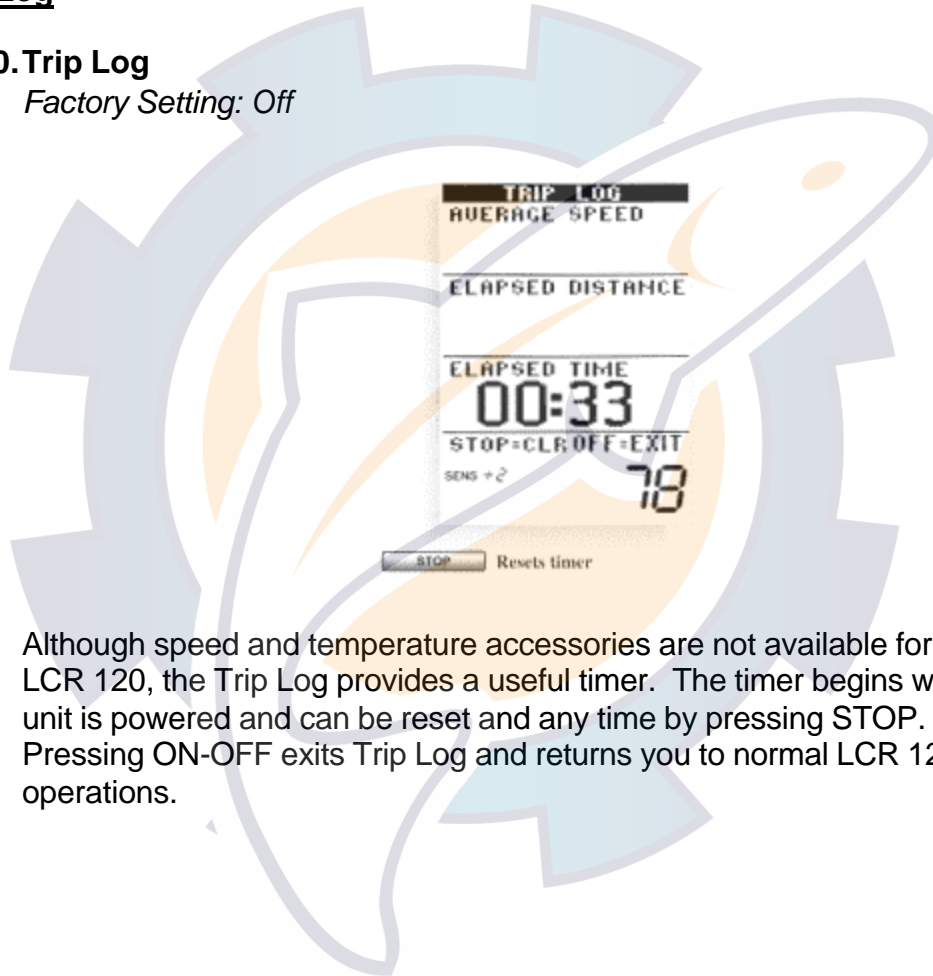 Log
0. Trip Log
Factory Setting: Off
TRIP LOG
AVERAGE SPEED
ELAPSED DISTANCE
ELAPSED TIME
00:33
STOP=CLR OFF=EXIT
SENS +2
78
STOP Resets timer
Although speed and temperature accessories are not available for
LCR 120, the Trip Log provides a useful timer. The timer begins w
unit is powered and can be reset and any time by pressing STOP.
Pressing ON-OFF exits Trip Log and returns you to normal LCR 12
operations.